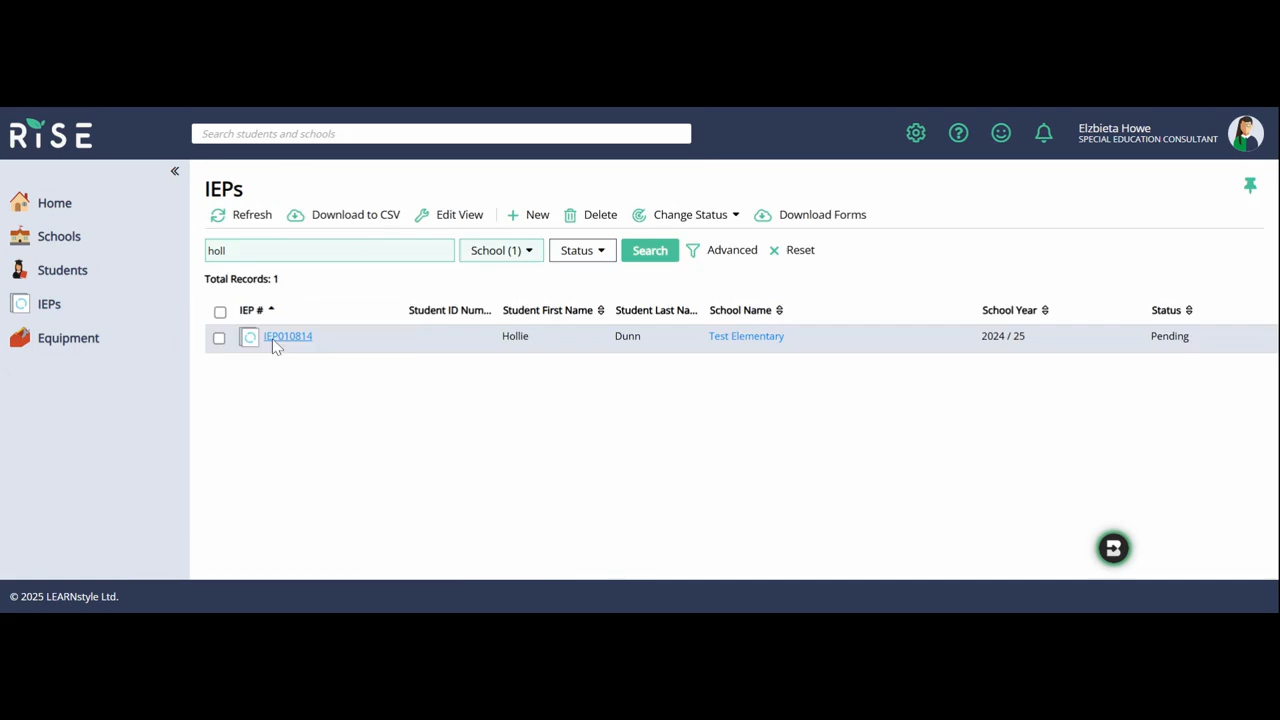 RiSE
Search students and schools
Elzbieta Howe
SPECIAL EDUCATION CONSULTANT
«
Home
Schools
Students
IEPs
Equipment
IEPs
Refresh Download to CSV Edit View New Delete Change Status Download Forms
holl School (1) Status Search Advanced Reset
Total Records: 1
IEP # Student ID Num... Student First Name Student Last Na... School Name School Year Status
IEP010814 Hollie Dunn Test Elementary 2024 / 25 Pending
© 2025 LEARNstyle Ltd.